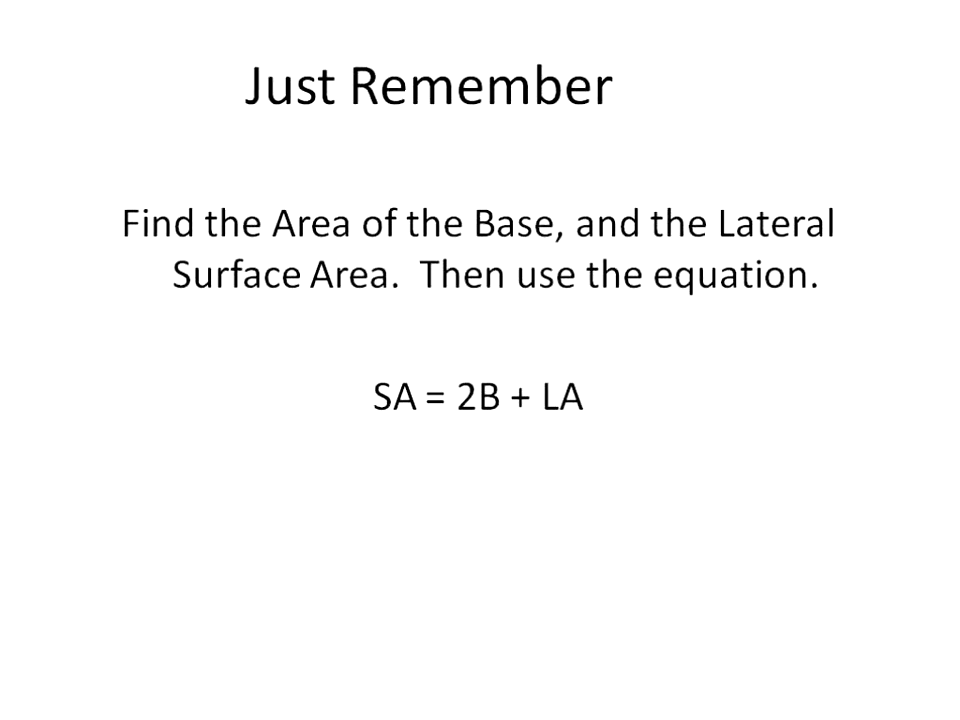 Just Remember
Find the Area of the Base, and the Lateral
Surface Area.  Then use the equation.
SA = 2B + LA